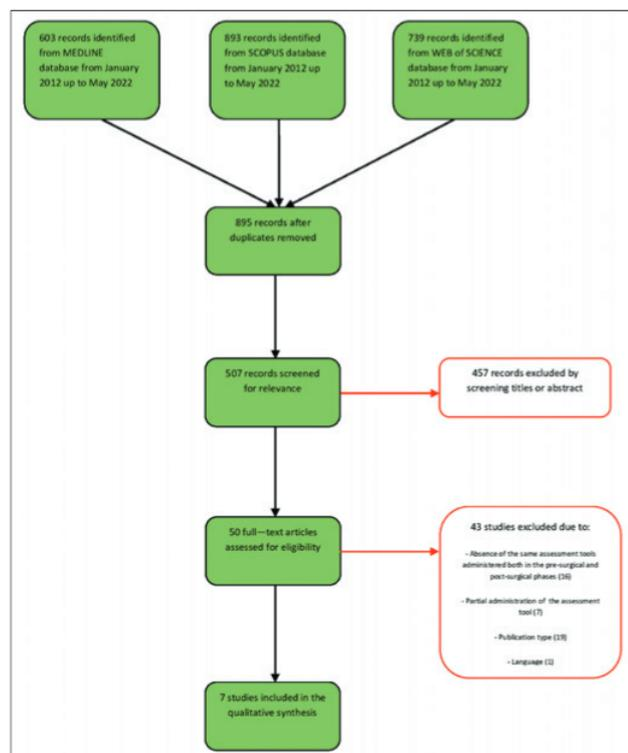 603 records identified
from MEDLINE
database from January
2012 up to May 2022
893 records identified
from SCOPUS database
from January 2012 up
to May 2022
739 records identified
from WEB of SCIENCE
database from January
2012 up to May 2022
895 records after
duplicates removed
507 records screened
for relevance
457 records excluded by
screening titles or abstract
50 full—text articles
assessed for eligibility
43 studies excluded due to:
- Absence of the same assessment tools
administered both in the pre-surgical and
post-surgical phases (16)
- Partial administration of the assessment
tool (7)
- Publication type (19)
- Language (1)
7 studies included in the
qualitative synthesis